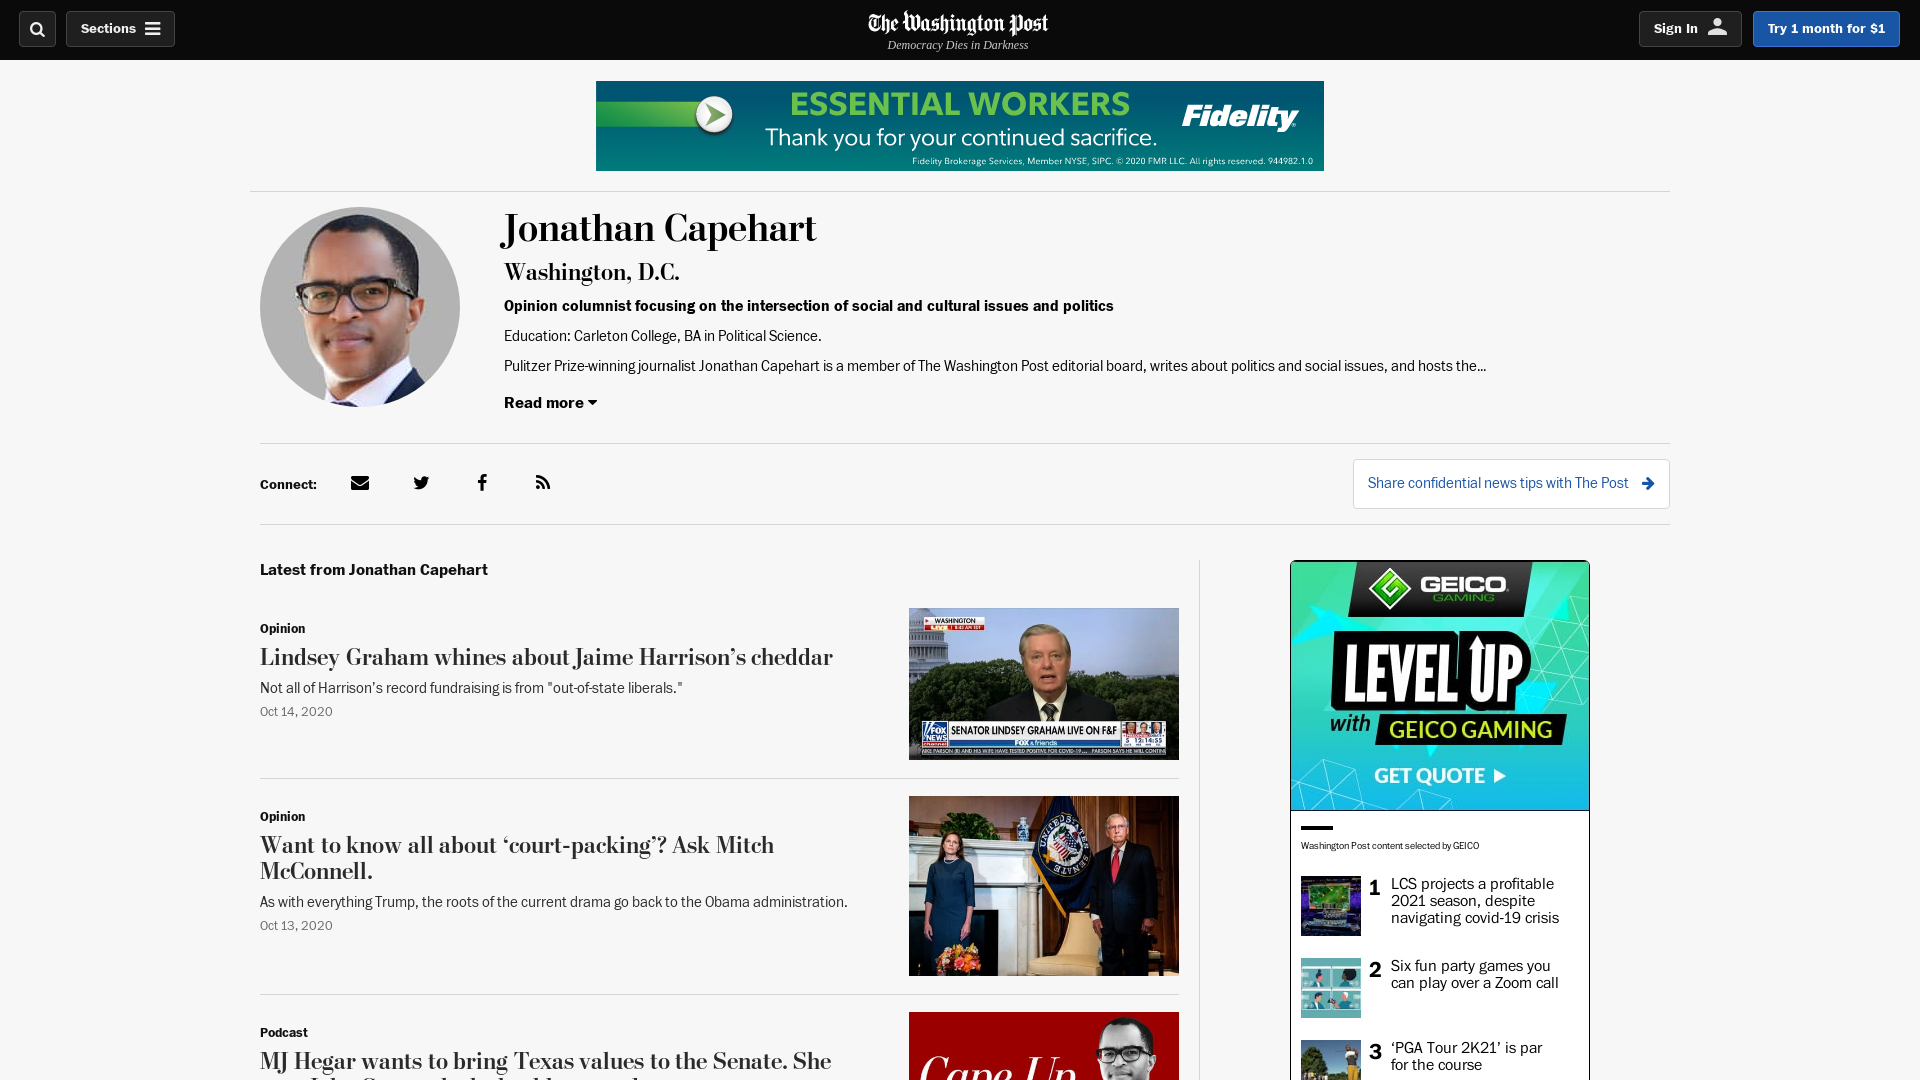 Sections
The Washington Post
Democracy Dies in Darkness
Sign In
Try 1 month for $1
ESSENTIAL WORKERS
Thank you for your continued sacrifice.
Fidelity
Fidelity Brokerage Services, Member NYSE, SIPC. © 2020 FMR LLC. All rights reserved. 944982.1.0
Jonathan Capehart
Washington, D.C.
Opinion columnist focusing on the intersection of social and cultural issues and politics
Education: Carleton College, BA in Political Science.
Pulitzer Prize-winning journalist Jonathan Capehart is a member of The Washington Post editorial board, writes about politics and social issues, and hosts the...
Read more
Connect:
Share confidential news tips with The Post
Latest from Jonathan Capehart
Opinion
Lindsey Graham whines about Jaime Harrison’s cheddar
Not all of Harrison's record fundraising is from "out-of-state liberals."
Oct 14, 2020
WASHINGTON
LIVE
FOX NEWS channel
SENATOR LINDSEY GRAHAM LIVE ON F&F
FOX & friends
12:14:55
Opinion
Want to know all about ‘court-packing’? Ask Mitch
McConnell.
As with everything Trump, the roots of the current drama go back to the Obama administration.
Oct 13, 2020
UNITED STATES
SENATE
Podcast
MJ Hegar wants to bring Texas values to the Senate. She
Cape Up
GEICO
GAMING
LEVEL UP
with GEICO GAMING
GET QUOTE
Washington Post content selected by GEICO
1 LCS projects a profitable
2021 season, despite
navigating covid-19 crisis
2 Six fun party games you
can play over a Zoom call
3 ‘PGA Tour 2K21’ is par
for the course